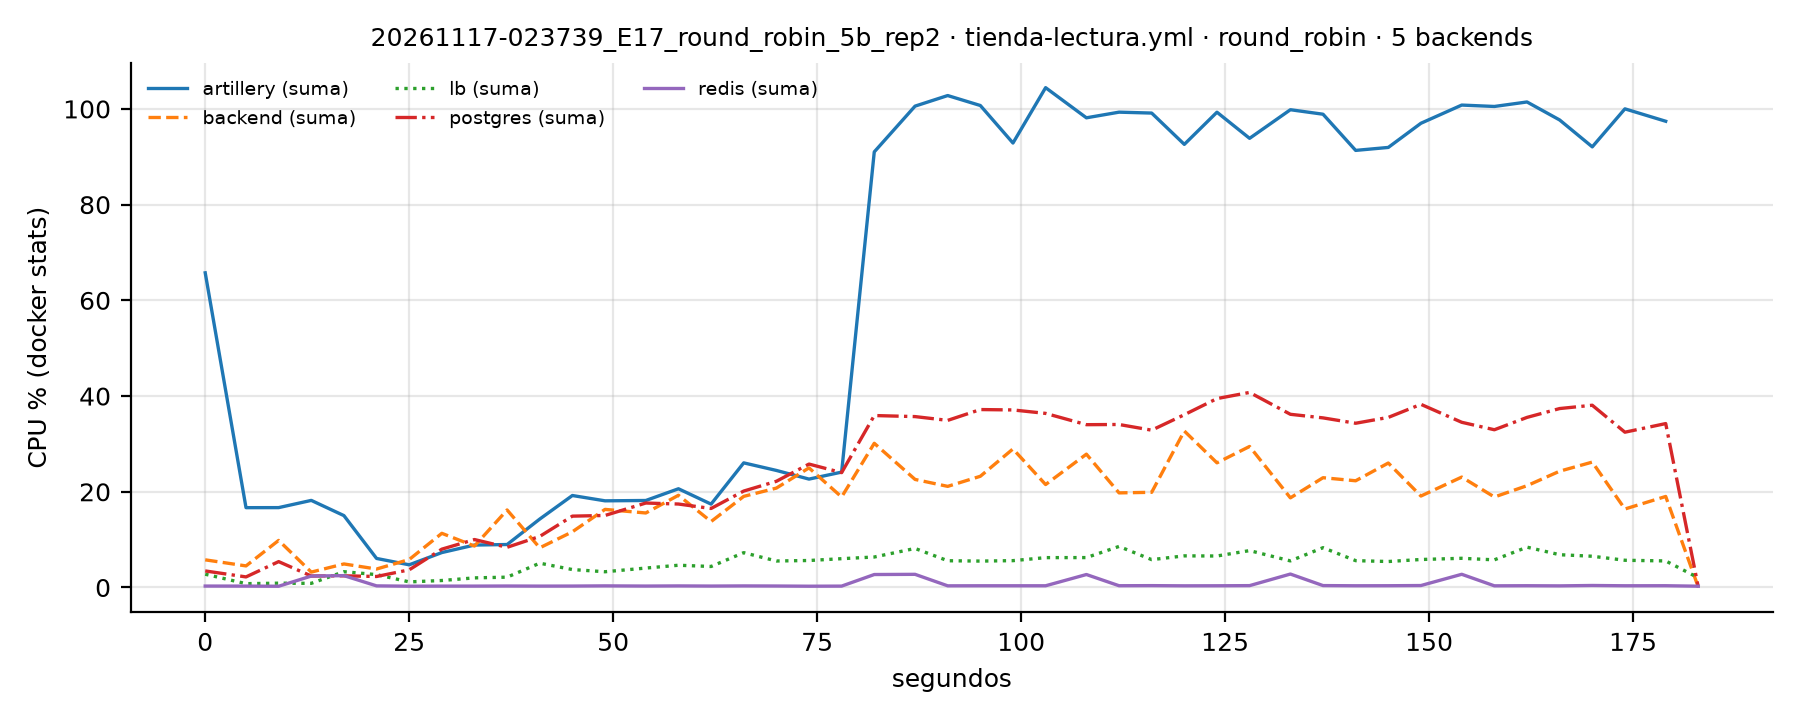 20261117-023739_E17_round_robin_5b_rep2 · tienda-lectura.yml · round_robin · 5 backends
artillery (suma)
backend (suma)
lb (suma)
postgres (suma)
redis (suma)
CPU % (docker stats)
100
80
60
40
20
0
0 25 50 75 100 125 150 175
segundos